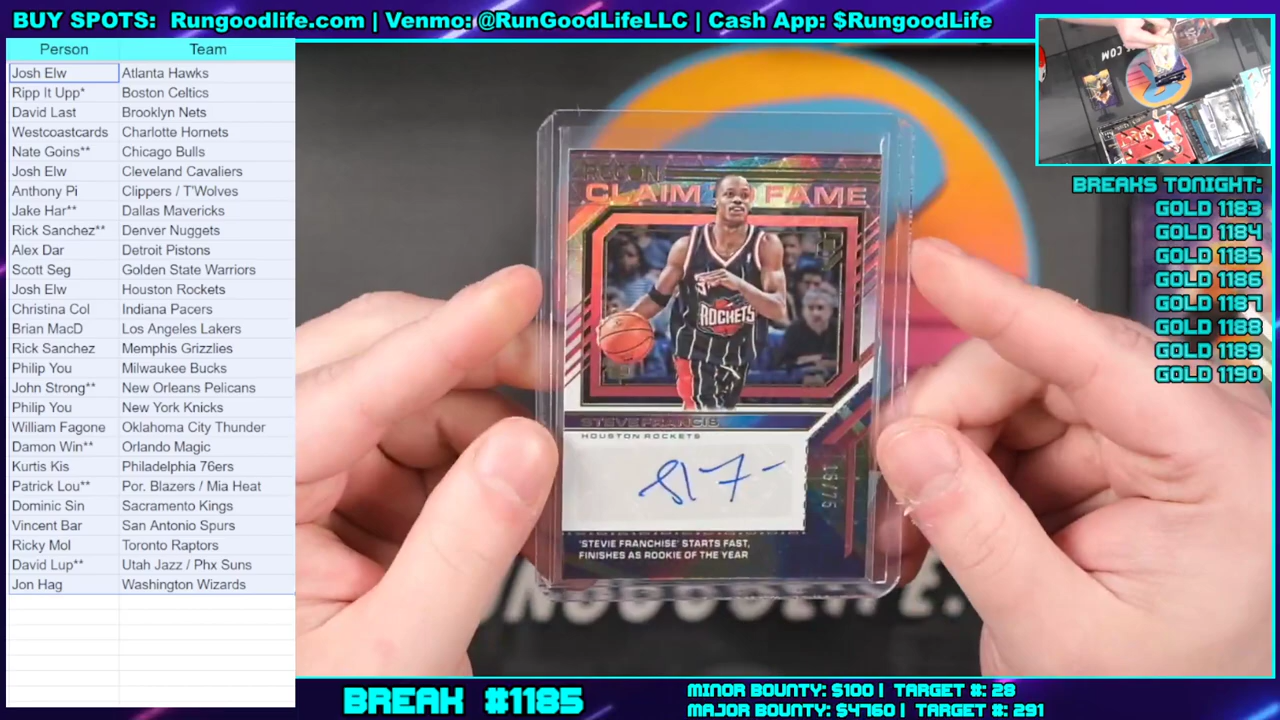 BUY SPOTS: Rungoodlife.com | Venmo: @RunGoodLifeLLC | Cash App: $RungoodLife
Person Team
Josh Elw Atlanta Hawks
Ripp It Upp* Boston Celtics
David Last Brooklyn Nets
Westcoastcards Charlotte Hornets
Nate Goins** Chicago Bulls
Josh Elw Cleveland Cavaliers
Anthony Pi Clippers / T'Wolves
Jake Har** Dallas Mavericks
Rick Sanchez** Denver Nuggets
Alex Dar Detroit Pistons
Scott Seg Golden State Warriors
Josh Elw Houston Rockets
Christina Col Indiana Pacers
Brian MacD Los Angeles Lakers
Rick Sanchez Memphis Grizzlies
Philip You Milwaukee Bucks
John Strong** New Orleans Pelicans
Philip You New York Knicks
William Fagone Oklahoma City Thunder
Damon Win** Orlando Magic
Kurtis Kis Philadelphia 76ers
Patrick Lou** Por. Blazers / Mia Heat
Dominic Sin Sacramento Kings
Vincent Bar San Antonio Spurs
Ricky Mol Toronto Raptors
David Lup** Utah Jazz / Phx Suns
Jon Hag Washington Wizards
CLAIM TO FAME
ROCKETS
STEVE FRANCIS
HOUSTON ROCKETS
'STEVIE FRANCHISE' STARTS FAST,
FINISHES AS ROOKIE OF THE YEAR
BREAKS TONIGHT:
GOLD 1183
GOLD 1184
GOLD 1185
GOLD 1186
GOLD 1187
GOLD 1188
GOLD 1189
GOLD 1190
BREAK #1185
MINOR BOUNTY: $100 | TARGET #: 28
MAJOR BOUNTY: $4760 | TARGET #: 291